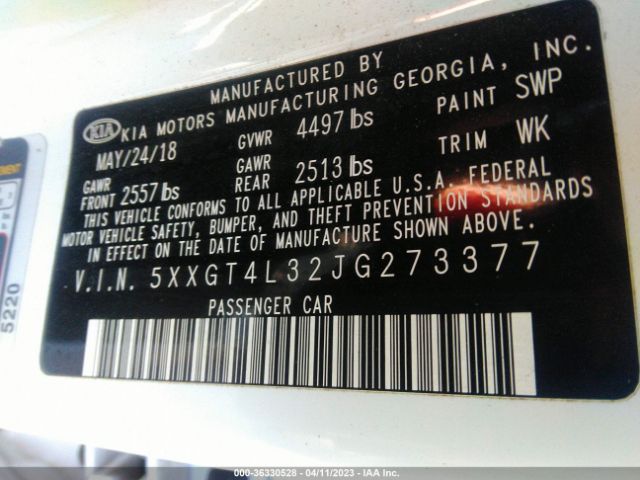 MANUFACTURED BY
KIA KIA MOTORS MANUFACTURING GEORGIA, INC.
MAY/24/18 GVWR 4497 lbs PAINT SWP
GAWR FRONT 2557 lbs GAWR REAR 2513 lbs TRIM WK
THIS VEHICLE CONFORMS TO ALL APPLICABLE U.S.A. FEDERAL
MOTOR VEHICLE SAFETY, BUMPER, AND THEFT PREVENTION STANDARDS
IN EFFECT ON THE DATE OF MANUFACTURE SHOWN ABOVE.
V.I.N. 5XXGT4L32JG273377
PASSENGER CAR
5220
000-36330528 - 04/11/2023 - IAA Inc.